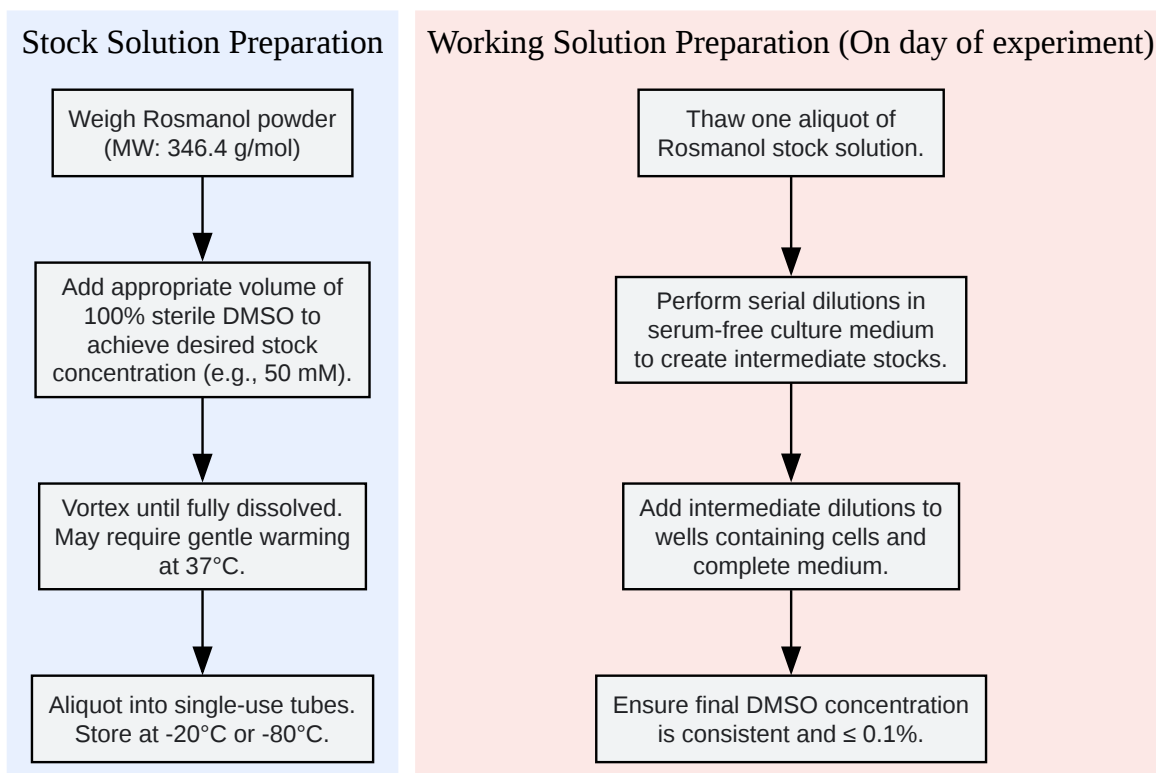 Stock Solution Preparation
Weigh Rosmanol powder
(MW: 346.4 g/mol)
Add appropriate volume of
100% sterile DMSO to
achieve desired stock
concentration (e.g., 50 mM).
Vortex until fully dissolved.
May require gentle warming
at 37°C.
Aliquot into single-use tubes.
Store at -20°C or -80°C.
Working Solution Preparation (On day of experiment)
Thaw one aliquot of
Rosmanol stock solution.
Perform serial dilutions in
serum-free culture medium
to create intermediate stocks.
Add intermediate dilutions to
wells containing cells and
complete medium.
Ensure final DMSO concentration
is consistent and ≤ 0.1%.